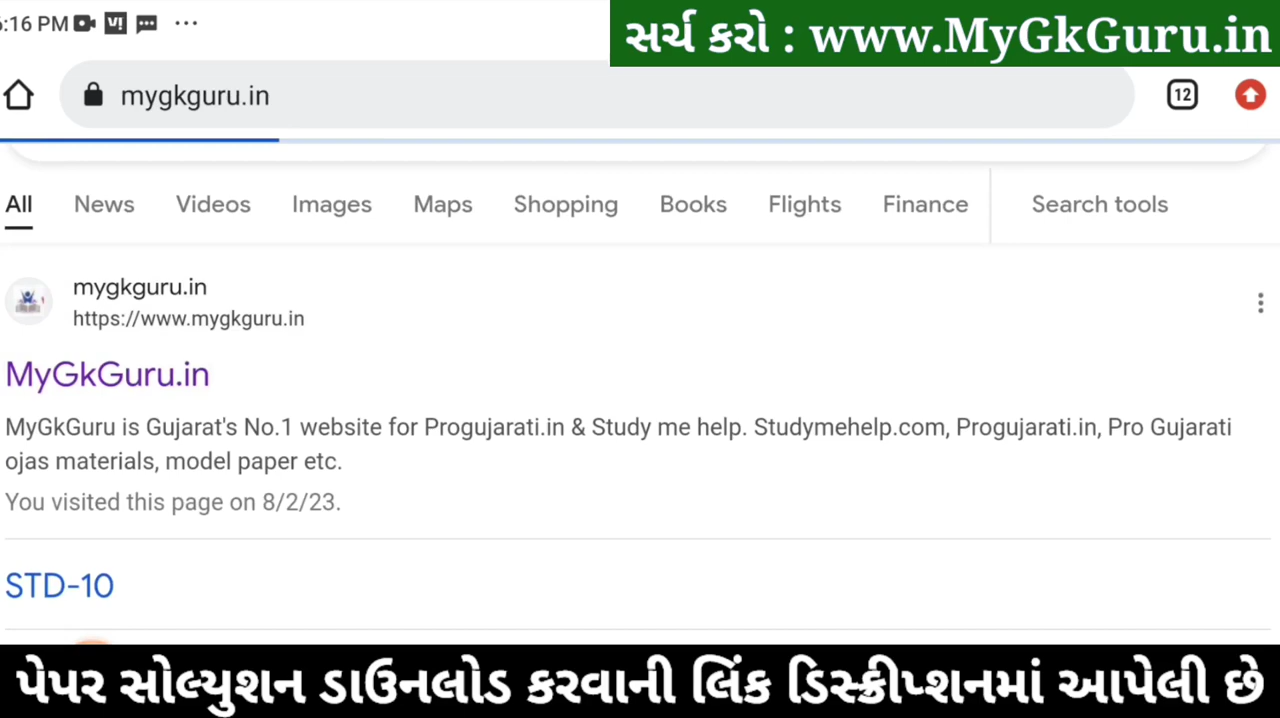 6:16 PM
સર્ચ કરો : www.MyGkGuru.in
mygkguru.in
12
All News Videos Images Maps Shopping Books Flights Finance Search tools
mygkguru.in
https://www.mygkguru.in
MyGkGuru.in
MyGkGuru is Gujarat's No.1 website for Progujarati.in & Study me help. Studymehelp.com, Progujarati.in, Pro Gujarati
ojas materials, model paper etc.
You visited this page on 8/2/23.
STD-10
પેપર સોલ્યુશન ડાઉનલોડ કરવાની લિંક ડિસ્ક્રીપ્શનમાં આપેલી છે